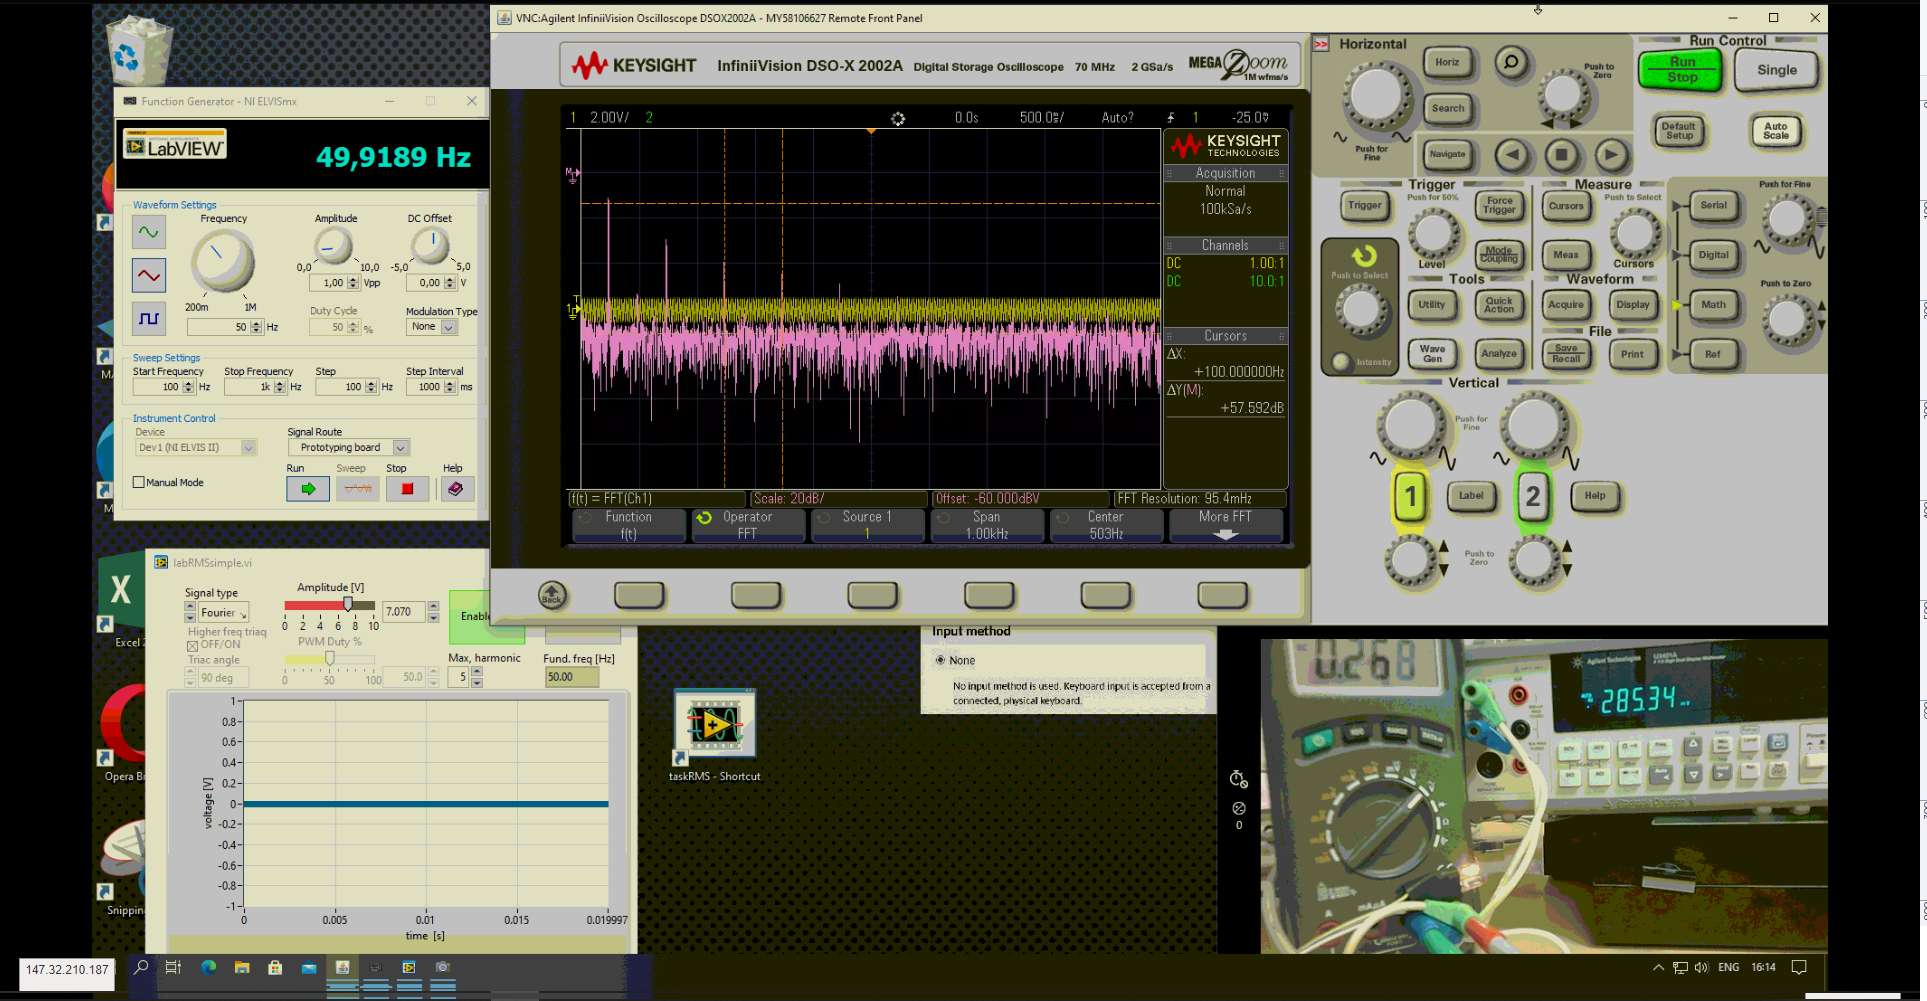 VNC:Agilent InfiniiVision Oscilloscope DSOX2002A - MY58106627 Remote Front Panel
KEYSIGHT InfiniiVision DSO-X 2002A Digital Storage Oscilloscope 70 MHz 2 GSa/s MEGA Zoom
1M wfms/s
1 2.00V/ 2 0.0s 500.0 Auto? 1 -25.0
KEYSIGHT
TECHNOLOGIES
Acquisition
Normal
100kSa/s
Channels
DC 1.00:1
DC 10.0:1
Cursors
ΔX:
+100.000000Hz
ΔY(M):
+57.592dB
f(t) = FFT(Ch1) Scale: 20dB/ Offset: -60.000dBV FFT Resolution: 95.4mHz
Function Operator Source 1 Span Center More FFT
f(t) FFT 1 1.00kHz 503Hz
Back
Horizontal
Horiz
Push to Zero
Search
Push for Fine
Navigate
Run Control
Run Stop
Single
Default Setup
Auto Scale
Trigger
Push for 50%
Trigger
Force Trigger
Level
Mode Coupling
Measure
Push to Select
Cursors
Meas
Cursors
Push to Select
Intensity
Tools
Utility
Quick Action
Wave Gen
Analyze
Waveform
Acquire
Display
File
Save Recall
Print
Push for Fine
Serial
Digital
Push to Zero
Math
Ref
Vertical
Push for Fine
1 Label 2 Help
Push to Zero
Function Generator - NI ELVISmx
LabVIEW
49,9189 Hz
Waveform Settings
Frequency Amplitude DC Offset
0,0 10,0 -5,0 5,0
1,00 Vpp 0,00 V
200m 1M
50 Hz
Duty Cycle
50 %
Modulation Type
None
Sweep Settings
Start Frequency Stop Frequency Step Step Interval
100 Hz 1k Hz 100 Hz 1000 ms
Instrument Control
Device
Dev1 (NI ELVIS II)
Signal Route
Prototyping board
Run Sweep Stop Help
Manual Mode
labRMSsimple.vi
Signal type
Fourier
Higher freq triaq
OFF/ON
Triac angle
90 deg
Amplitude [V]
0 2 4 6 8 10
7.070
PWM Duty %
0 50 100
50.0
Enable
Max, harmonic
5
Fund. freq [Hz]
50.00
voltage [V]
1
0.8
0.6
0.4
0.2
0
-0.2
-0.4
-0.6
-0.8
-1
0 0.005 0.01 0.015 0.019997
time [s]
Excel 2
Opera Br
Snippin
taskRMS - Shortcut
Input method
None
No input method is used. Keyboard input is accepted from a
connected, physical keyboard.
0
0.268
Agilent Technologies
285.34
RANGE
147.32.210.187
ENG 16:14